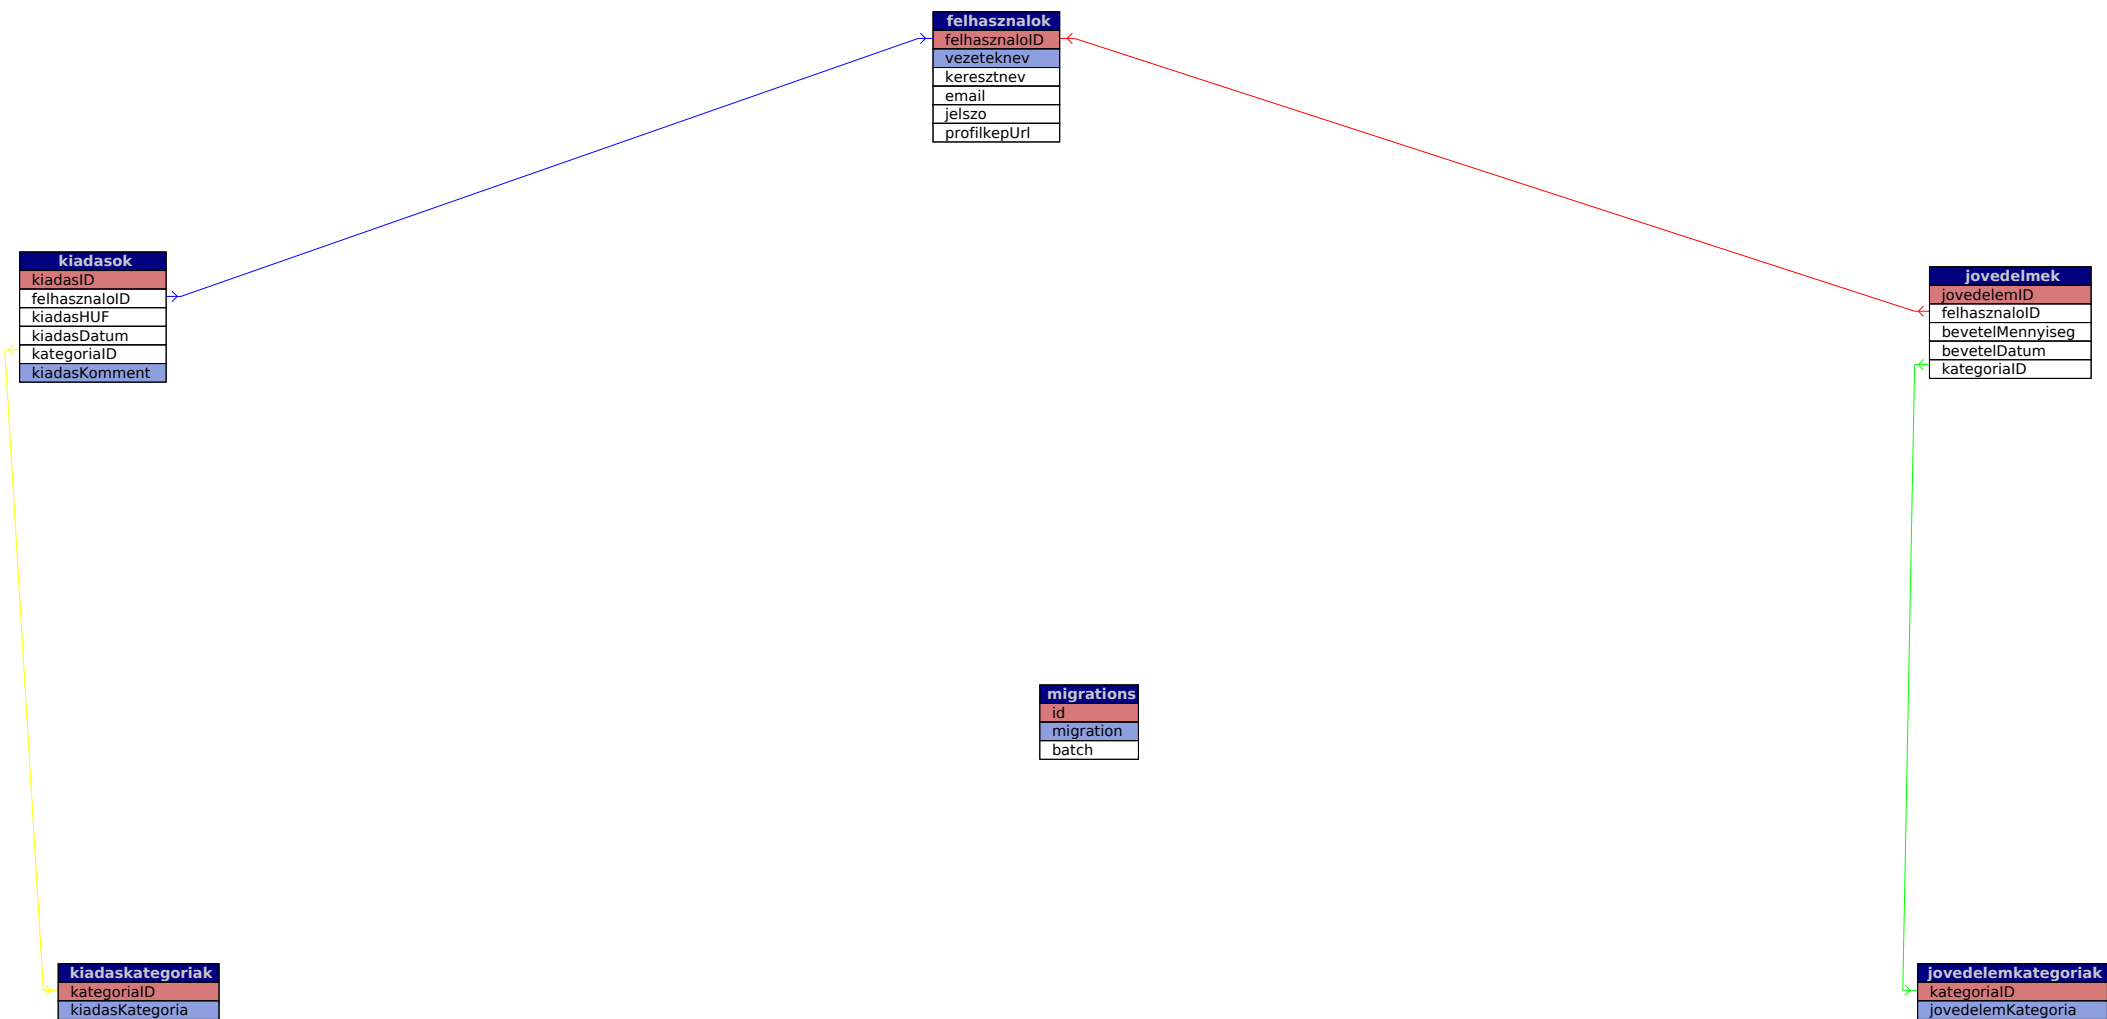 felhasznalok
felhasznaloID
vezeteknev
keresztnev
email
jelszo
profilkepUrl
kiadasok
kiadasID
felhasznaloID
kiadasHUF
kiadasDatum
kategoriaID
kiadasKomment
jovedelmek
jovedelemID
felhasznaloID
bevetelMennyiseg
bevetelDatum
kategoriaID
migrations
id
migration
batch
kiadaskategoriak
kategoriaID
kiadasKategoria
jovedelemkategoriak
kategoriaID
jovedelemKategoria